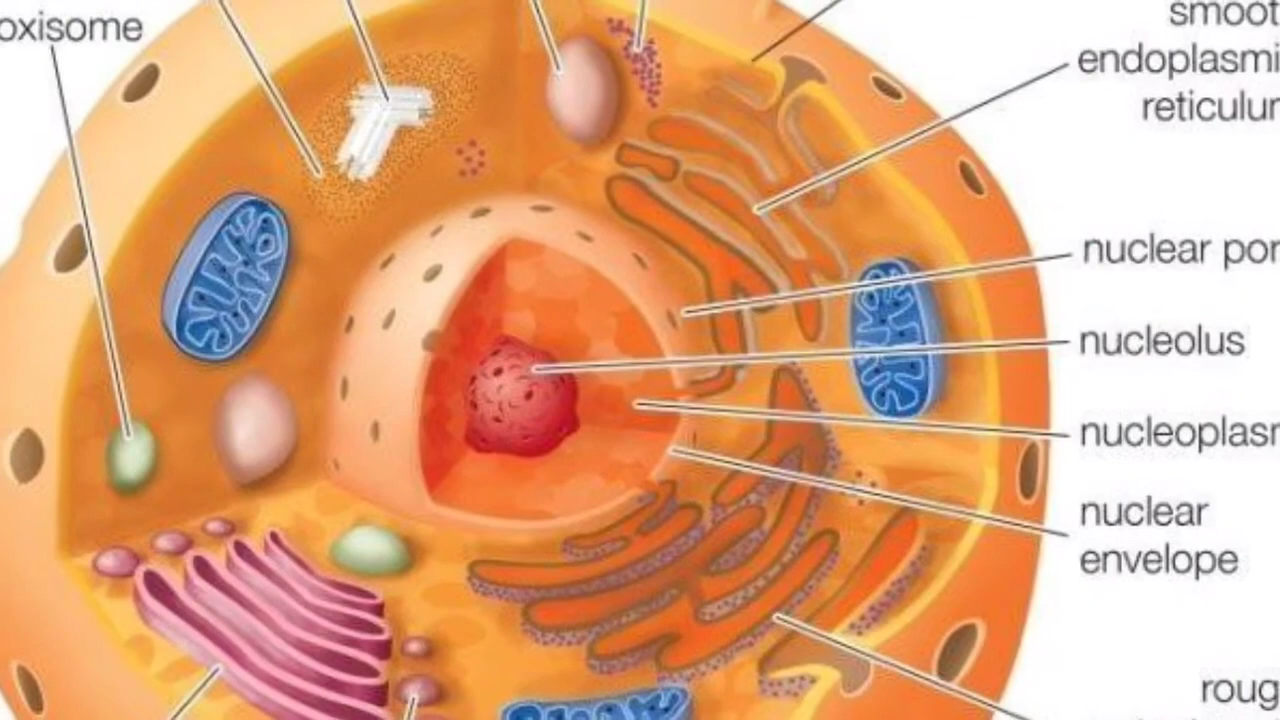 oxisome
smoot
endoplasmi
reticulur
nuclear por
nucleolus
nucleoplasr
nuclear
envelope
roug